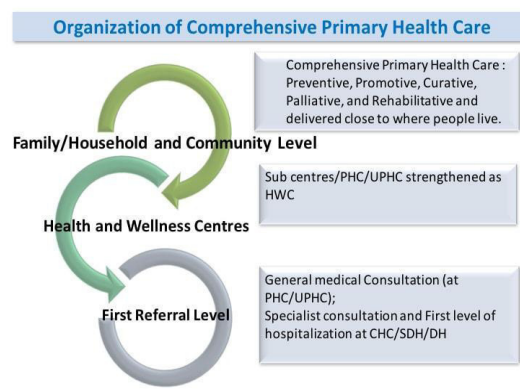 Organization of Comprehensive Primary Health Care
Comprehensive Primary Health Care :
Preventive, Promotive, Curative,
Palliative, and Rehabilitative and
delivered close to where people live.
Family/Household and Community Level
Sub centres/PHC/UPHC strengthened as
HWC
Health and Wellness Centres
General medical Consultation (at
PHC/UPHC);
Specialist consultation and First level of
hospitalization at CHC/SDH/DH
First Referral Level